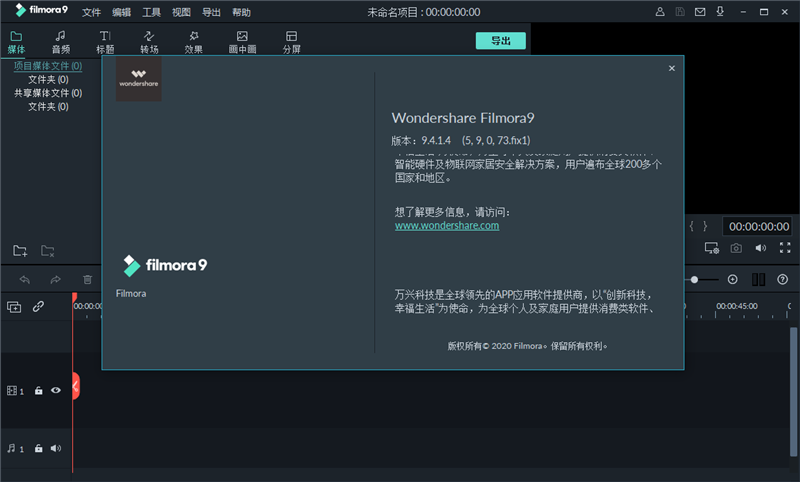 filmora 9 文件 编辑 工具 视图 导出 帮助 未命名项目 : 00:00:00:00
媒体 音频 标题 转场 效果 画中画 分屏 导出
项目媒体文件 (0)
文件夹 (0)
共享媒体文件 (0)
文件夹 (0)
wondershare
Wondershare Filmora9
版本：9.4.1.4 (5, 9, 0, 73.fix1)
智能硬件及物联网家居安全解决方案，用户遍布全球200多个
国家和地区。
想了解更多信息，请访问：
www.wondershare.com
filmora 9
Filmora
万兴科技是全球领先的APP应用软件提供商，以“创新科技，
幸福生活”为使命，为全球个人及家庭用户提供消费类软件、
版权所有© 2020 Filmora。保留所有权利。
{ } 00:00:00:00
00:00:0
00:00:45:00
1
1